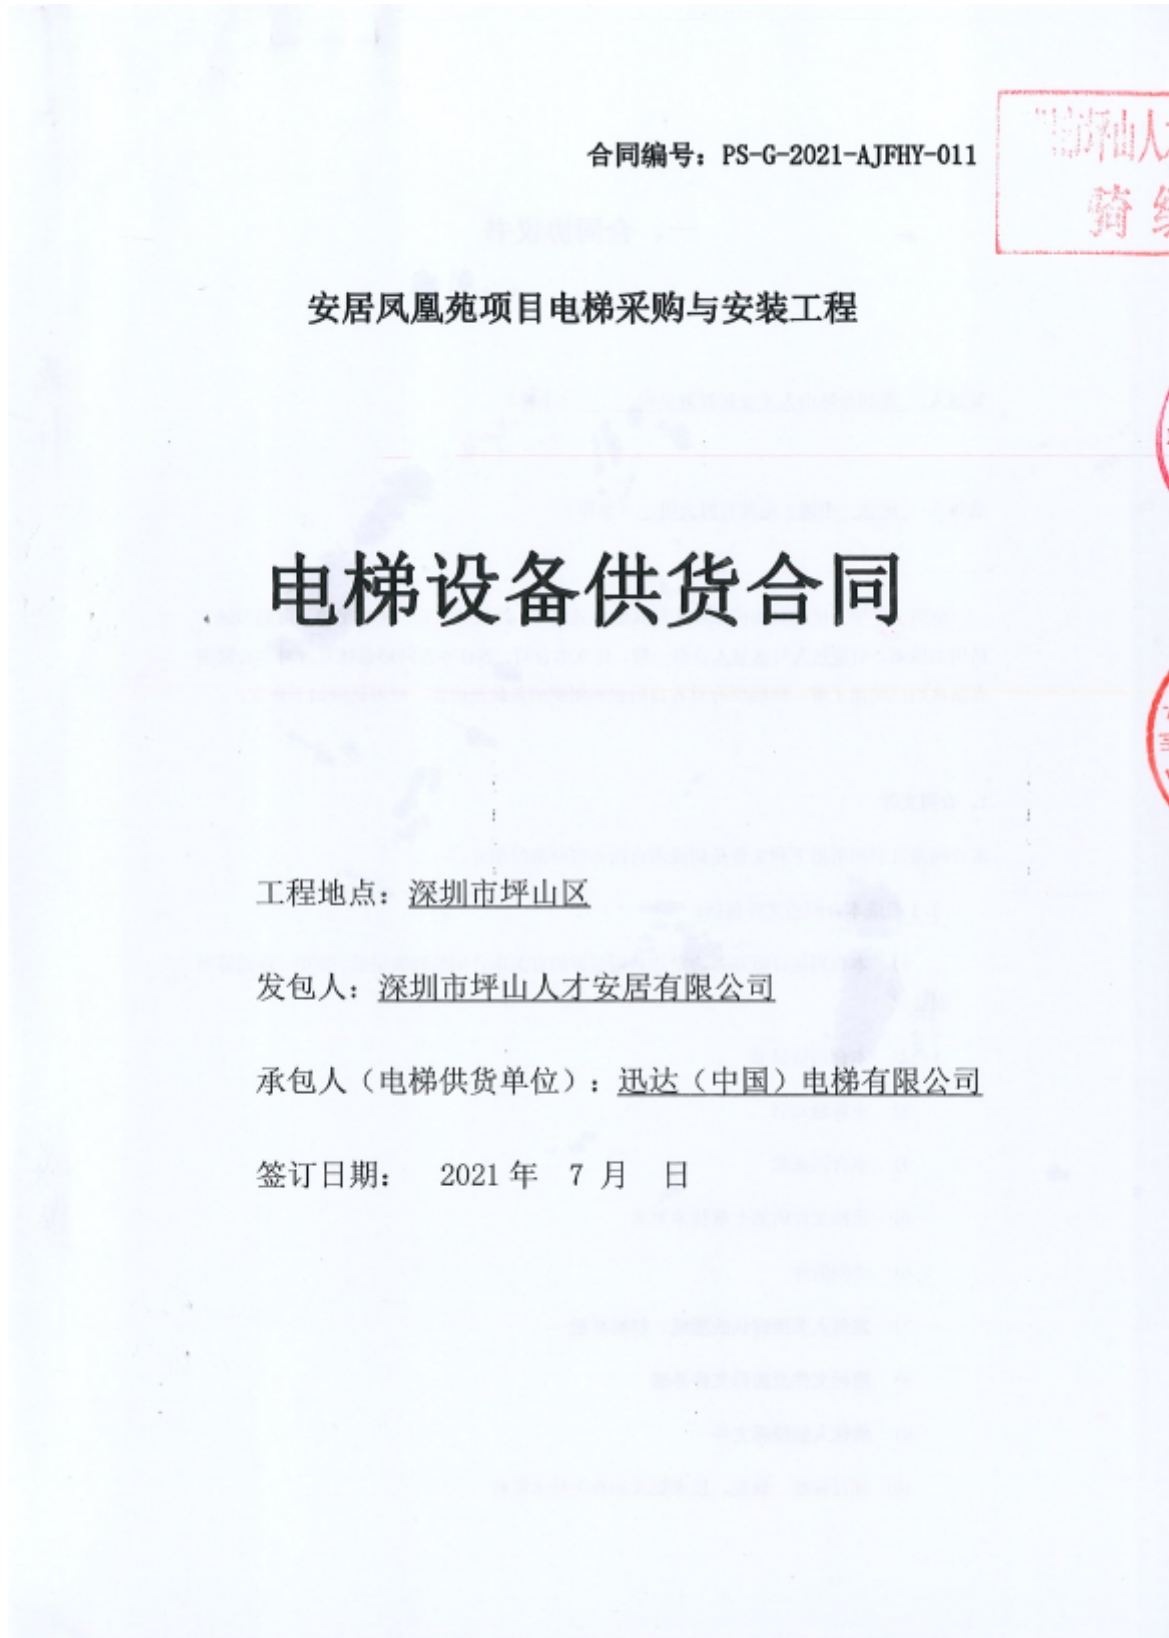 合同编号：PS-G-2021-AJFHY-011
坪山人
骑
安居凤凰苑项目电梯采购与安装工程
电梯设备供货合同
工程地点：深圳市坪山区
发包人：深圳市坪山人才安居有限公司
承包人（电梯供货单位）：迅达（中国）电梯有限公司
签订日期： 2021 年 7 月 日